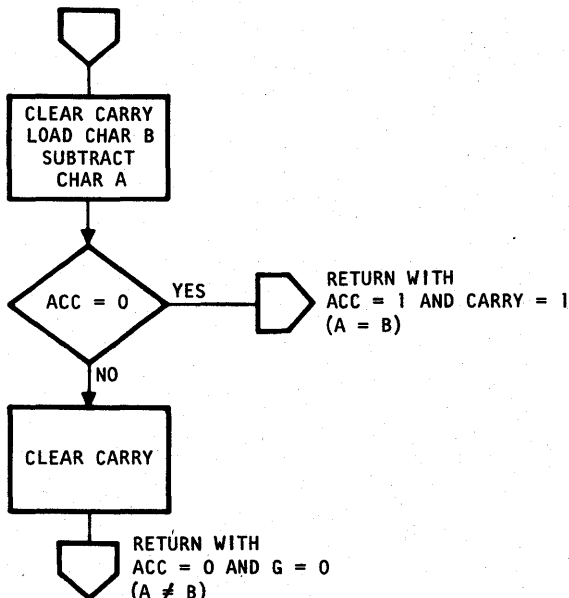 CLEAR CARRY
LOAD CHAR B
SUBTRACT
CHAR A
ACC = 0
YES
RETURN WITH
ACC = 1 AND CARRY = 1
(A = B)
NO
CLEAR CARRY
RETURN WITH
ACC = 0 AND G = 0
(A ≠ B)